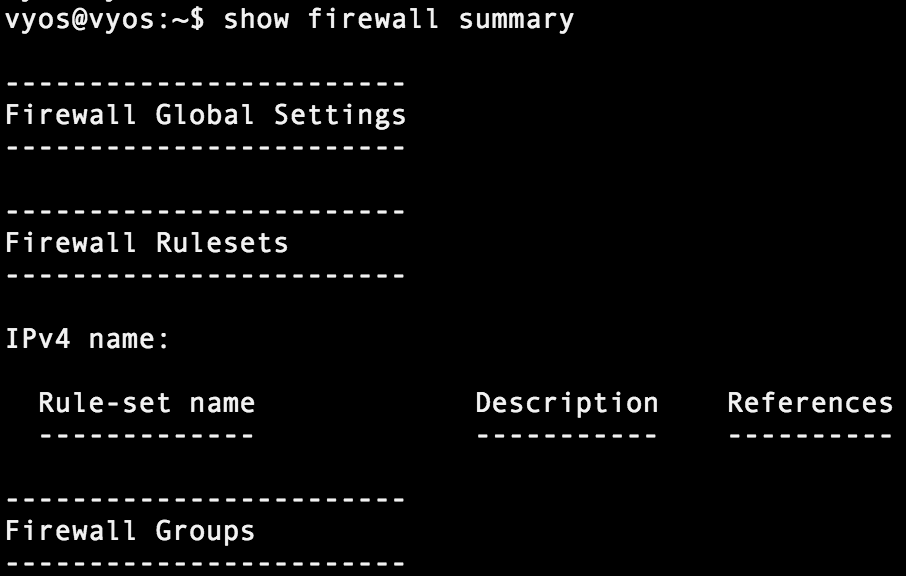 vyos@vyos:~$ show firewall summary
------------------------
Firewall Global Settings
------------------------
------------------------
Firewall Rulesets
------------------------
IPv4 name:
Rule-set name Description References
------------- ----------- ----------
------------------------
Firewall Groups
------------------------